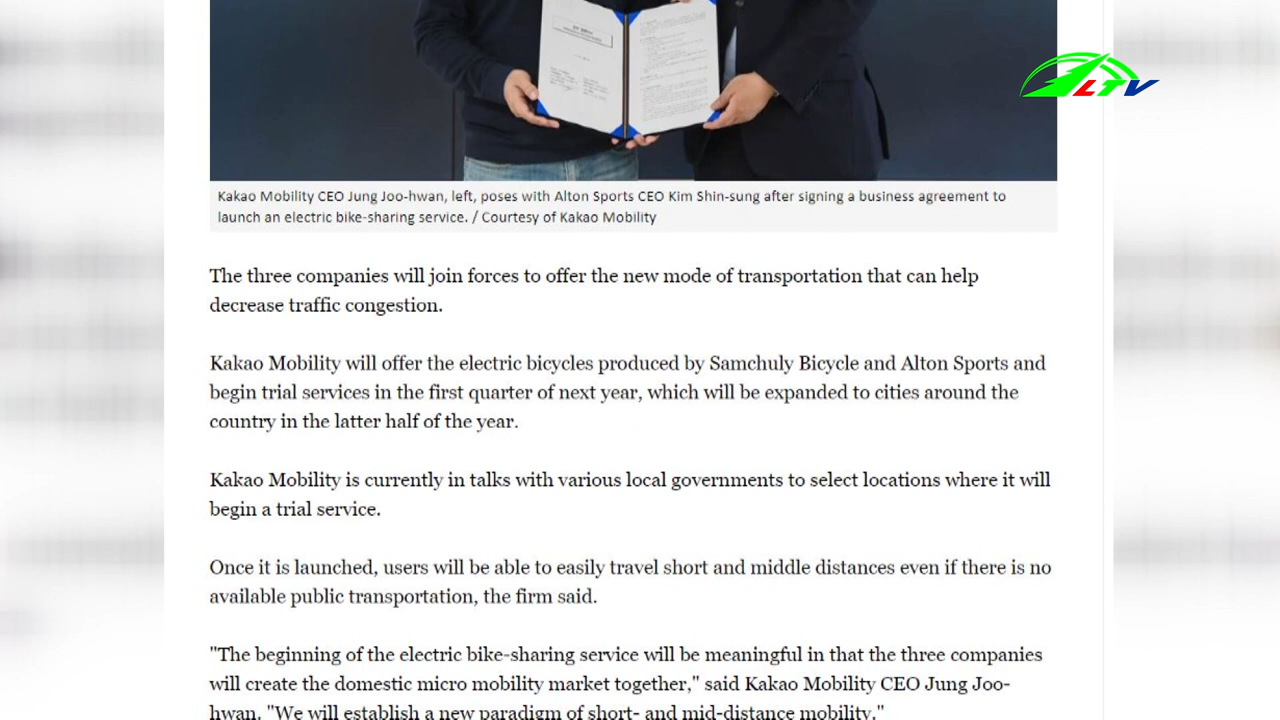 LTV
Kakao Mobility CEO Jung Joo-hwan, left, poses with Alton Sports CEO Kim Shin-sung after signing a business agreement to
launch an electric bike-sharing service. / Courtesy of Kakao Mobility
The three companies will join forces to offer the new mode of transportation that can help
decrease traffic congestion.
Kakao Mobility will offer the electric bicycles produced by Samchuly Bicycle and Alton Sports and
begin trial services in the first quarter of next year, which will be expanded to cities around the
country in the latter half of the year.
Kakao Mobility is currently in talks with various local governments to select locations where it will
begin a trial service.
Once it is launched, users will be able to easily travel short and middle distances even if there is no
available public transportation, the firm said.
"The beginning of the electric bike-sharing service will be meaningful in that the three companies
will create the domestic micro mobility market together," said Kakao Mobility CEO Jung Joo-
hwan. "We will establish a new paradigm of short- and mid-distance mobility."